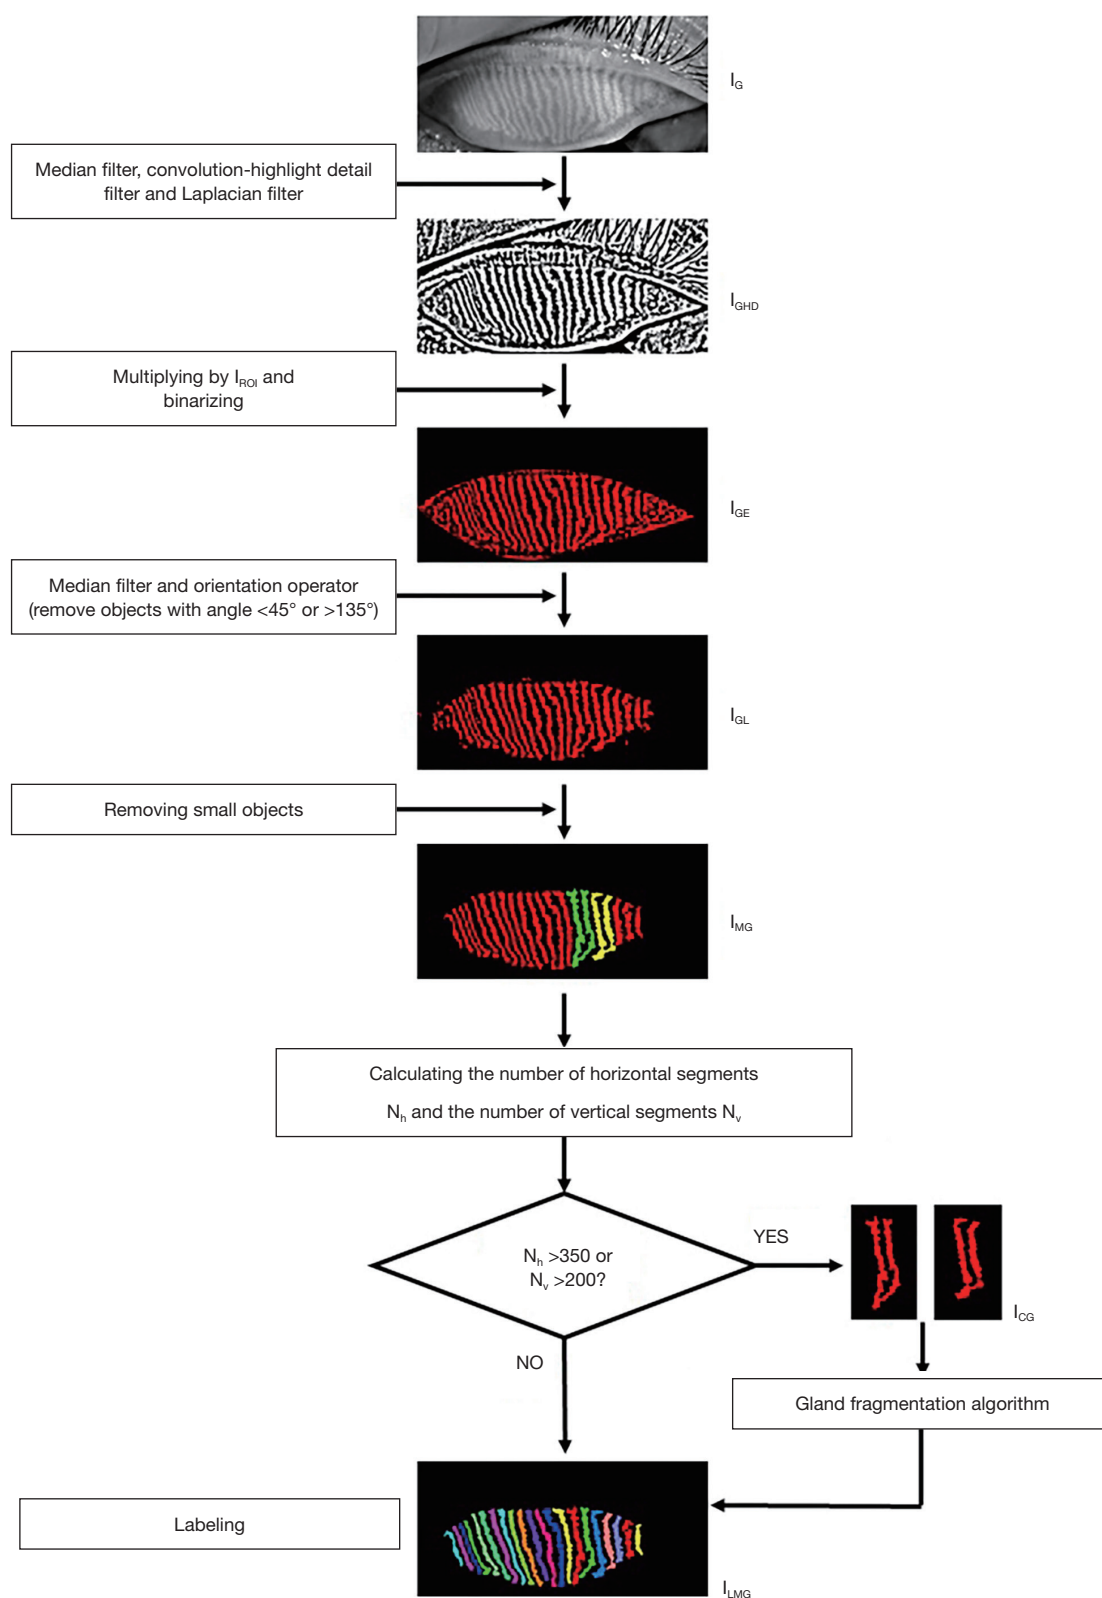 I_G
Median filter, convolution-highlight detail
filter and Laplacian filter
I_GHD
Multiplying by I_ROI and
binarizing
I_GE
Median filter and orientation operator
(remove objects with angle <45° or >135°)
I_GL
Removing small objects
I_MG
Calculating the number of horizontal segments
N_h and the number of vertical segments N_v
YES
N_h >350 or
N_v >200?
I_CG
NO
Gland fragmentation algorithm
Labeling
I_LMG